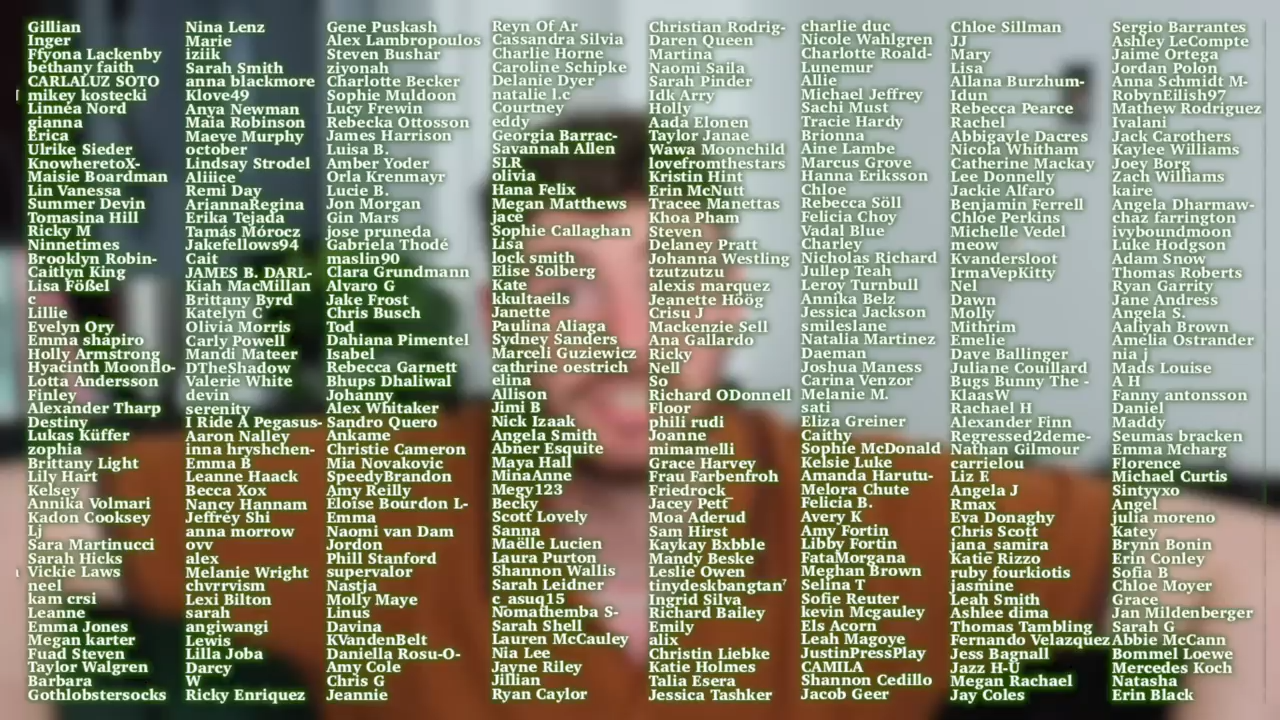 Gillian
Inger
Ffyona Lackenby
bethany faith
CARLALUZ SOTO
mikey kostecki
Linnéa Nord
gianna
Erica
Ulrike Sieder
KnowheretoX-
Maisie Boardman
Lin Vanessa
Summer Devin
Tomasina Hill
Ricky M
Ninnetimes
Brooklyn Robin-
Caitlyn King
Lisa Fößel
c
Lillie
Evelyn Ory
Emma shapiro
Holly Armstrong
Hyacinth Moonflo-
Lotta Andersson
Finley
Alexander Tharp
Destiny
Lukas Küffer
zophia
Brittany Light
Lily Hart
Kelsey
Annika Volmari
Kadon Cooksey
Lj
Sara Martinucci
Sarah Hicks
Vickie Laws
neel
kam crsi
Leanne
Emma Jones
Megan karter
Fuad Steven
Taylor Walgren
Barbara
Gothlobstersocks
Nina Lenz
Marie
iziik
Sarah Smith
anna blackmore
Klove49
Anya Newman
Maia Robinson
Maeve Murphy
october
Lindsay Strodel
Aliiice
Remi Day
AriannaRegina
Erika Tejada
Tamás Mórocz
Jakefellows94
Cait
JAMES B. DARL-
Kiah MacMillan
Brittany Byrd
Katelyn C
Olivia Morris
Carly Powell
Mandi Mateer
DTheShadow
Valerie White
devin
serenity
I Ride A Pegasus-
Aaron Nalley
inna hryshchen-
Emma B
Leanne Haack
Becca Xox
Nancy Hannam
Jeffrey Shi
anna morrow
ovv
alex
Melanie Wright
chvrrvism
Lexi Bilton
sarah
angiwangi
Lewis
Lilla Joba
Darcy
W
Ricky Enriquez
Gene Puskash
Alex Lambropoulos
Steven Bushar
ziyonah
Charlotte Becker
Sophie Muldoon
Lucy Frewin
Rebecka Ottosson
James Harrison
Luisa B.
Amber Yoder
Orla Krenmayr
Lucie B.
Jon Morgan
Gin Mars
jose pruneda
Gabriela Thodé
maslin90
Clara Grundmann
Alvaro G
Jake Frost
Chris Busch
Tod
Dahiana Pimentel
Isabel
Rebecca Garnett
Bhups Dhaliwal
Johanny
Alex Whitaker
Sandro Quero
Ankame
Christie Cameron
Mia Novakovic
SpeedyBrandon
Amy Reilly
Eloïse Bourdon L-
Emma
Naomi van Dam
Jordon
Phill Stanford
supervalor
Nastja
Molly Maye
Linus
Davina
KVandenBelt
Daniella Rosu-O-
Amy Cole
Chris G
Jeannie
Reyn Of Ar
Cassandra Silvia
Charlie Horne
Caroline Schipke
Delanie Dyer
natalie l.c
Courtney
eddy
Georgia Barrac-
Savannah Allen
SLR
olivia
Hana Felix
Megan Matthews
jace
Sophie Callaghan
Lisa
lock smith
Elise Solberg
Kate
kkultaeils
Janette
Paulina Aliaga
Sydney Sanders
Marceli Guziewicz
cathrine oestrich
elina
Allison
Jimi B
Nick Izaak
Angela Smith
Abner Esquite
Maya Hall
MinaAnne
Megy123
Becky
Scott Lovely
Sanna
Maëlle Lucien
Laura Purton
Shannon Wallis
Sarah Leidner
c_asuq15
Nomathemba S-
Sarah Shell
Lauren McCauley
Nia Lee
Jayne Riley
Jillian
Ryan Caylor
Christian Rodrig-
Daren Queen
Martina
Naomi Saila
Sarah Pinder
Idk Arry
Holly
Aada Elonen
Taylor Janae
Wawa Moonchild
lovefromthestars
Kristin Hint
Erin McNutt
Tracee Manettas
Khoa Pham
Steven
Delaney Pratt
Johanna Westling
tzutzutzu
alexis marquez
Jeanette Höög
Crisu J
Mackenzie Sell
Ana Gallardo
Ricky
Nell
So
Richard ODonnell
Floor
phili rudi
Joanne
mimamelli
Grace Harvey
Frau Farbenfroh
Friedrock_
Jacey Pett
Moa Aderud
Sam Hirst
Kaykay Bxbble
Mandy Beske
Leslie Owen
tinydeskbangtan⁷
Ingrid Silva
Richard Bailey
Emily
alix
Christin Liebke
Katie Holmes
Talia Esera
Jessica Tashker
charlie duc
Nicole Wahlgren
Charlotte Roald-
Lunemur
Allie
Michael Jeffrey
Sachi Must
Tracie Hardy
Brionna
Aine Lambe
Marcus Grove
Hanna Eriksson
Chloe
Rebecca Söll
Felicia Choy
Vadal Blue
Charley
Nicholas Richard
Jullep Teah
Leroy Turnbull
Annika Belz
Jessica Jackson
smileslane
Natalia Martinez
Daeman
Joshua Maness
Carina Venzor
Melanie M.
sati
Eliza Greiner
Caithy
Sophie McDonald
Kelsie Luke
Amanda Harutu-
Melora Chute
Felicia B.
Avery K
Amy Fortin
Libby Fortin
FataMorgana
Meghan Brown
Selina T
Sofie Reuter
kevin Mcgauley
Els Acorn
Leah Magoye
JustinPressPlay
CAMILA
Shannon Cedillo
Jacob Geer
Chloe Sillman
JJ
Mary
Lisa
Allana Burzhum-
Idun
Rebecca Pearce
Rachel
Abbigayle Dacres
Nicola Whitham
Catherine Mackay
Lee Donnelly
Jackie Alfaro
Benjamin Ferrell
Chloe Perkins
Michelle Vedel
meow
Kvandersloot
IrmaVepKitty
Nel
Dawn
Molly
Mithrim
Emelie
Dave Ballinger
Juliane Couillard
Bugs Bunny The -
KlaasW
Rachael H
Alexander Finn
Regressed2deme-
Nathan Gilmour
carrielou
Liz E
Angela J
Rmax
Eva Donaghy
Chris Scott
jana_samira
Katie Rizzo
ruby fourkiotis
jasmine
Leah Smith
Ashlee dima
Thomas Tambling
Fernando Velazquez
Jess Bagnall
Jazz H-U
Megan Rachael
Jay Coles
Sergio Barrantes
Ashley LeCompte
Jaime Ortega
Jordan Polon
Anna Schmidt M-
RobynEilish97
Mathew Rodriguez
Ivalani
Jack Carothers
Kaylee Williams
Joey Borg
Zach Williams
kaire
Angela Dharmaw-
chaz farrington
ivyboundmoon
Luke Hodgson
Adam Snow
Thomas Roberts
Ryan Garrity
Jane Andress
Angela S.
Aaliyah Brown
Amelia Ostrander
nia j
Mads Louise
A H
Fanny antonsson
Daniel
Maddy
Seumas bracken
Emma Mcharg
Florence
Michael Curtis
Sintyyxo
Angel
julia moreno
Katey
Brynn Bonin
Erin Conley
Sofia B
Chloe Moyer
Grace
Jan Mildenberger
Sarah G
Abbie McCann
Bommel Loewe
Mercedes Koch
Natasha
Erin Black